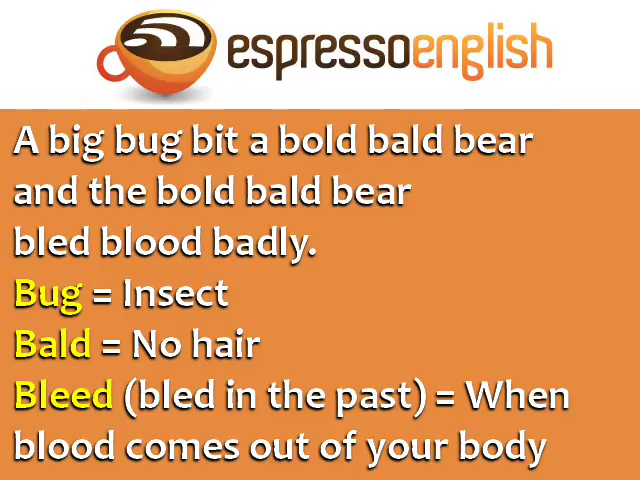 espressoenglish
A big bug bit a bold bald bear
and the bold bald bear
bled blood badly.
Bug = Insect
Bald = No hair
Bleed (bled in the past) = When
blood comes out of your body